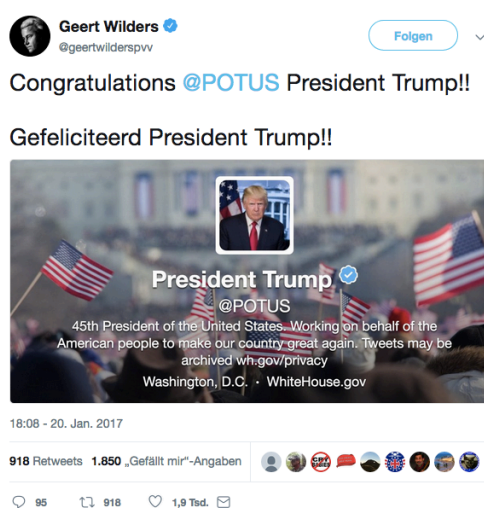 Geert Wilders
@geertwilderspvv
Folgen
Congratulations @POTUS President Trump!!
Gefeliciteerd President Trump!!
President Trump
@POTUS
45th President of the United States. Working on behalf of the
American people to make our country great again. Tweets may be
archived wh.gov/privacy
Washington, D.C. · WhiteHouse.gov
18:08 - 20. Jan. 2017
918 Retweets 1.850 „Gefällt mir"-Angaben
95 918 1,9 Tsd.